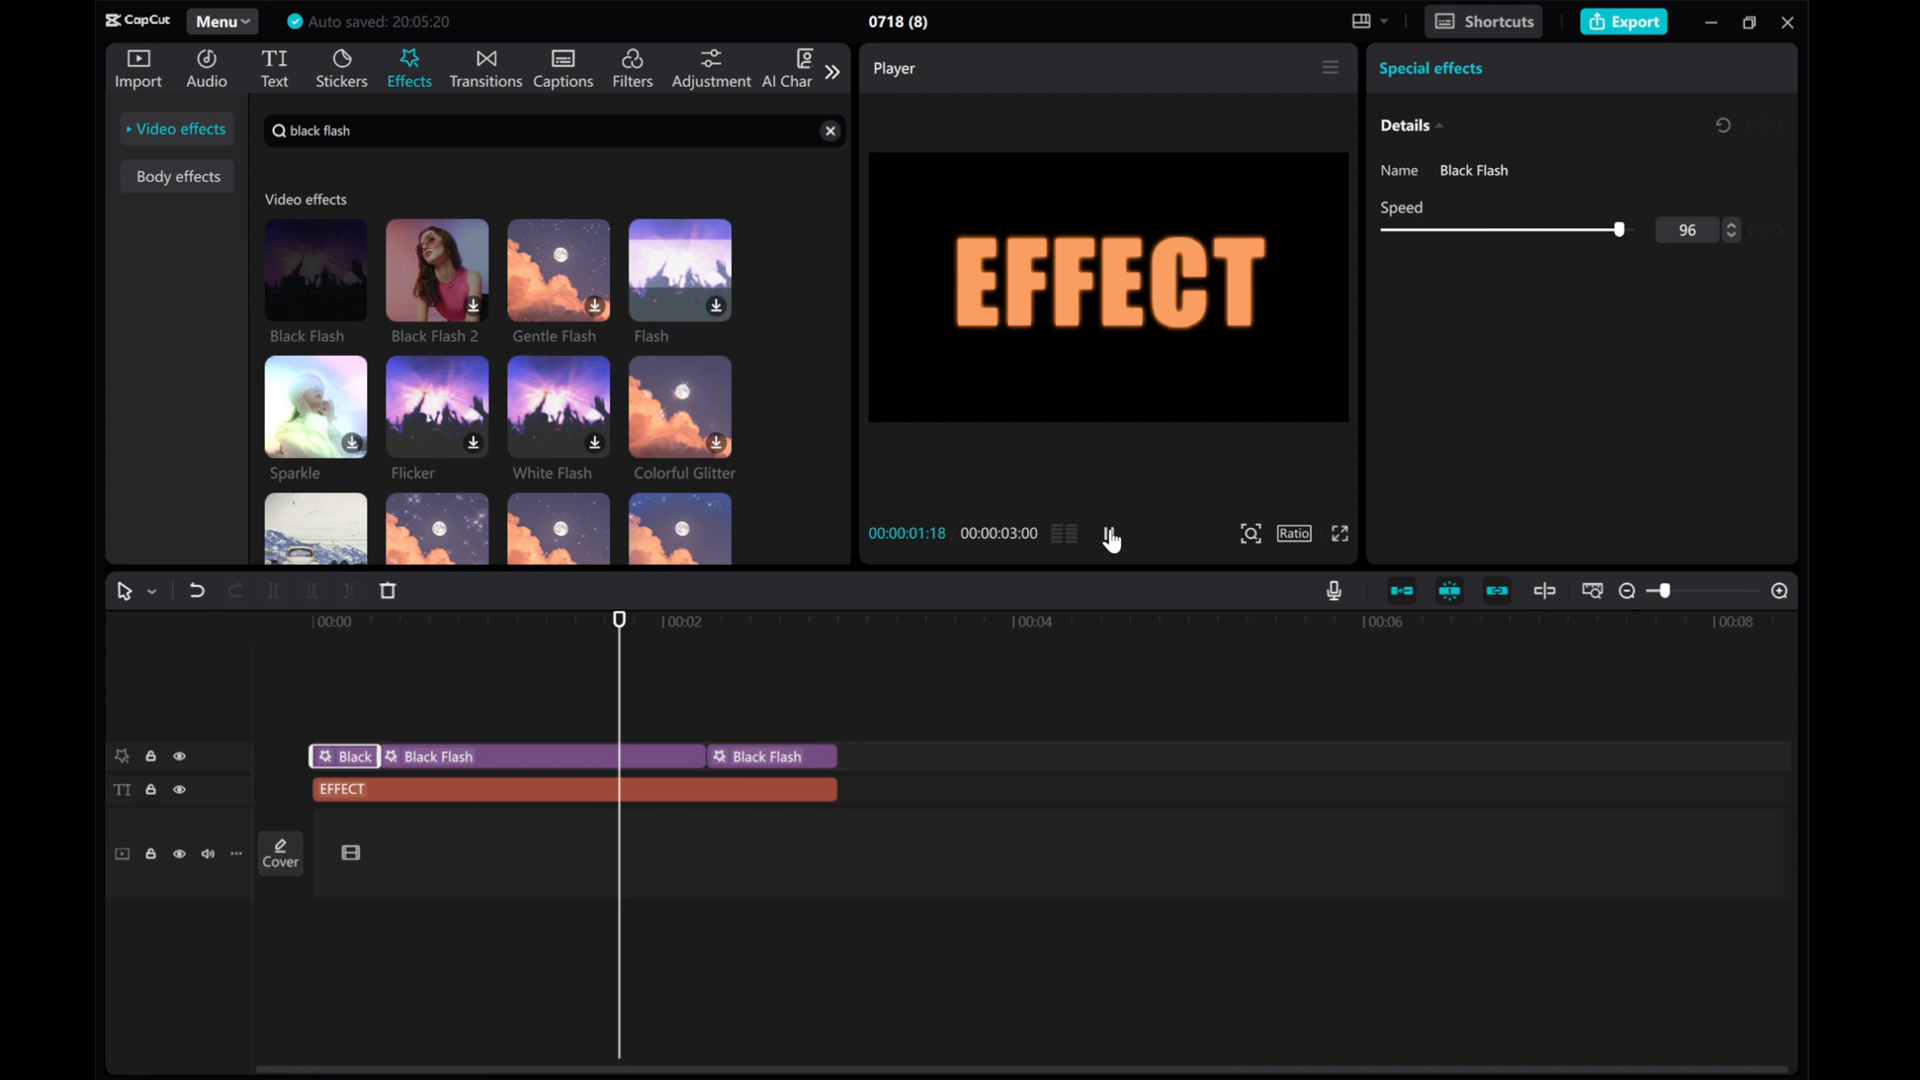 CapCut
Menu
Auto saved: 20:05:20
0718 (8)
Shortcuts
Export
Import
Audio
Text
Stickers
Effects
Transitions
Captions
Filters
Adjustment
AI Char
Player
Special effects
Video effects
Body effects
black flash
Video effects
Black Flash
Black Flash 2
Gentle Flash
Flash
Sparkle
Flicker
White Flash
Colorful Glitter
EFFECT
00:00:01:18
00:00:03:00
Ratio
Details
Name Black Flash
Speed
96
00:00
00:02
00:04
00:06
00:08
Black
Black Flash
Black Flash
TI
EFFECT
Cover